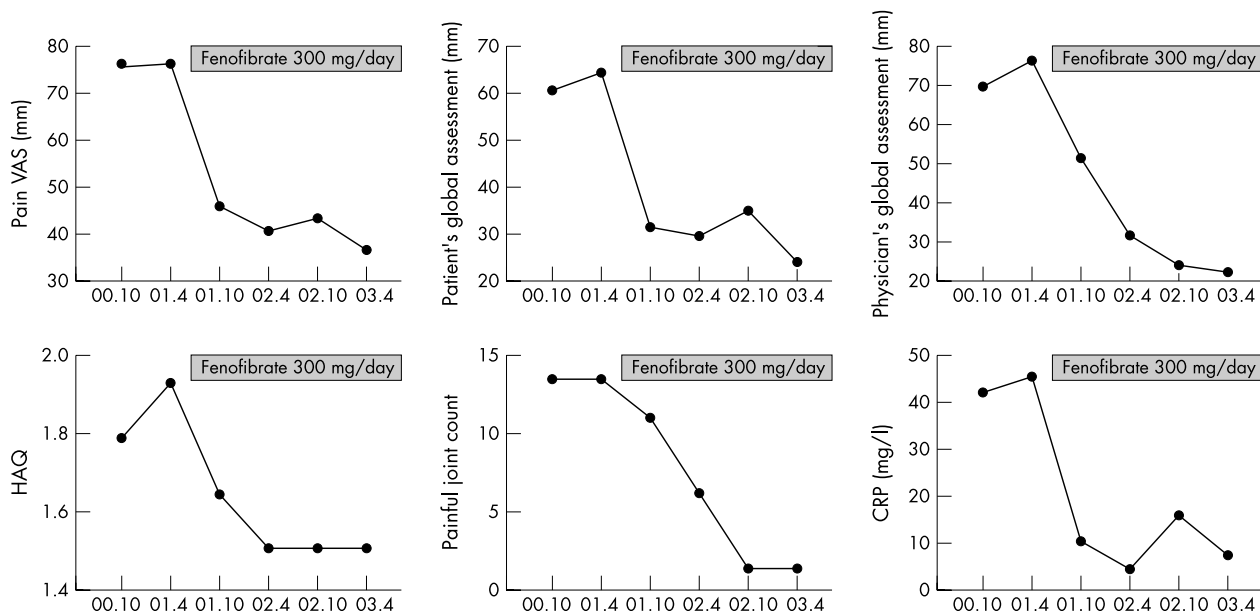 Pain VAS (mm)
80
70
60
50
40
30
Fenofibrate 300 mg/day
00.10 01.4 01.10 02.4 02.10 03.4
Patient's global assessment (mm)
70
60
50
40
30
20
Fenofibrate 300 mg/day
00.10 01.4 01.10 02.4 02.10 03.4
Physician's global assessment (mm)
80
70
60
50
40
30
20
Fenofibrate 300 mg/day
00.10 01.4 01.10 02.4 02.10 03.4
HAQ
2.0
1.8
1.6
1.4
Fenofibrate 300 mg/day
00.10 01.4 01.10 02.4 02.10 03.4
Painful joint count
15
13
5
0
Fenofibrate 300 mg/day
00.10 01.4 01.10 02.4 02.10 03.4
CRP (mg/l)
50
40
30
20
10
0
Fenofibrate 300 mg/day
00.10 01.4 01.10 02.4 02.10 03.4